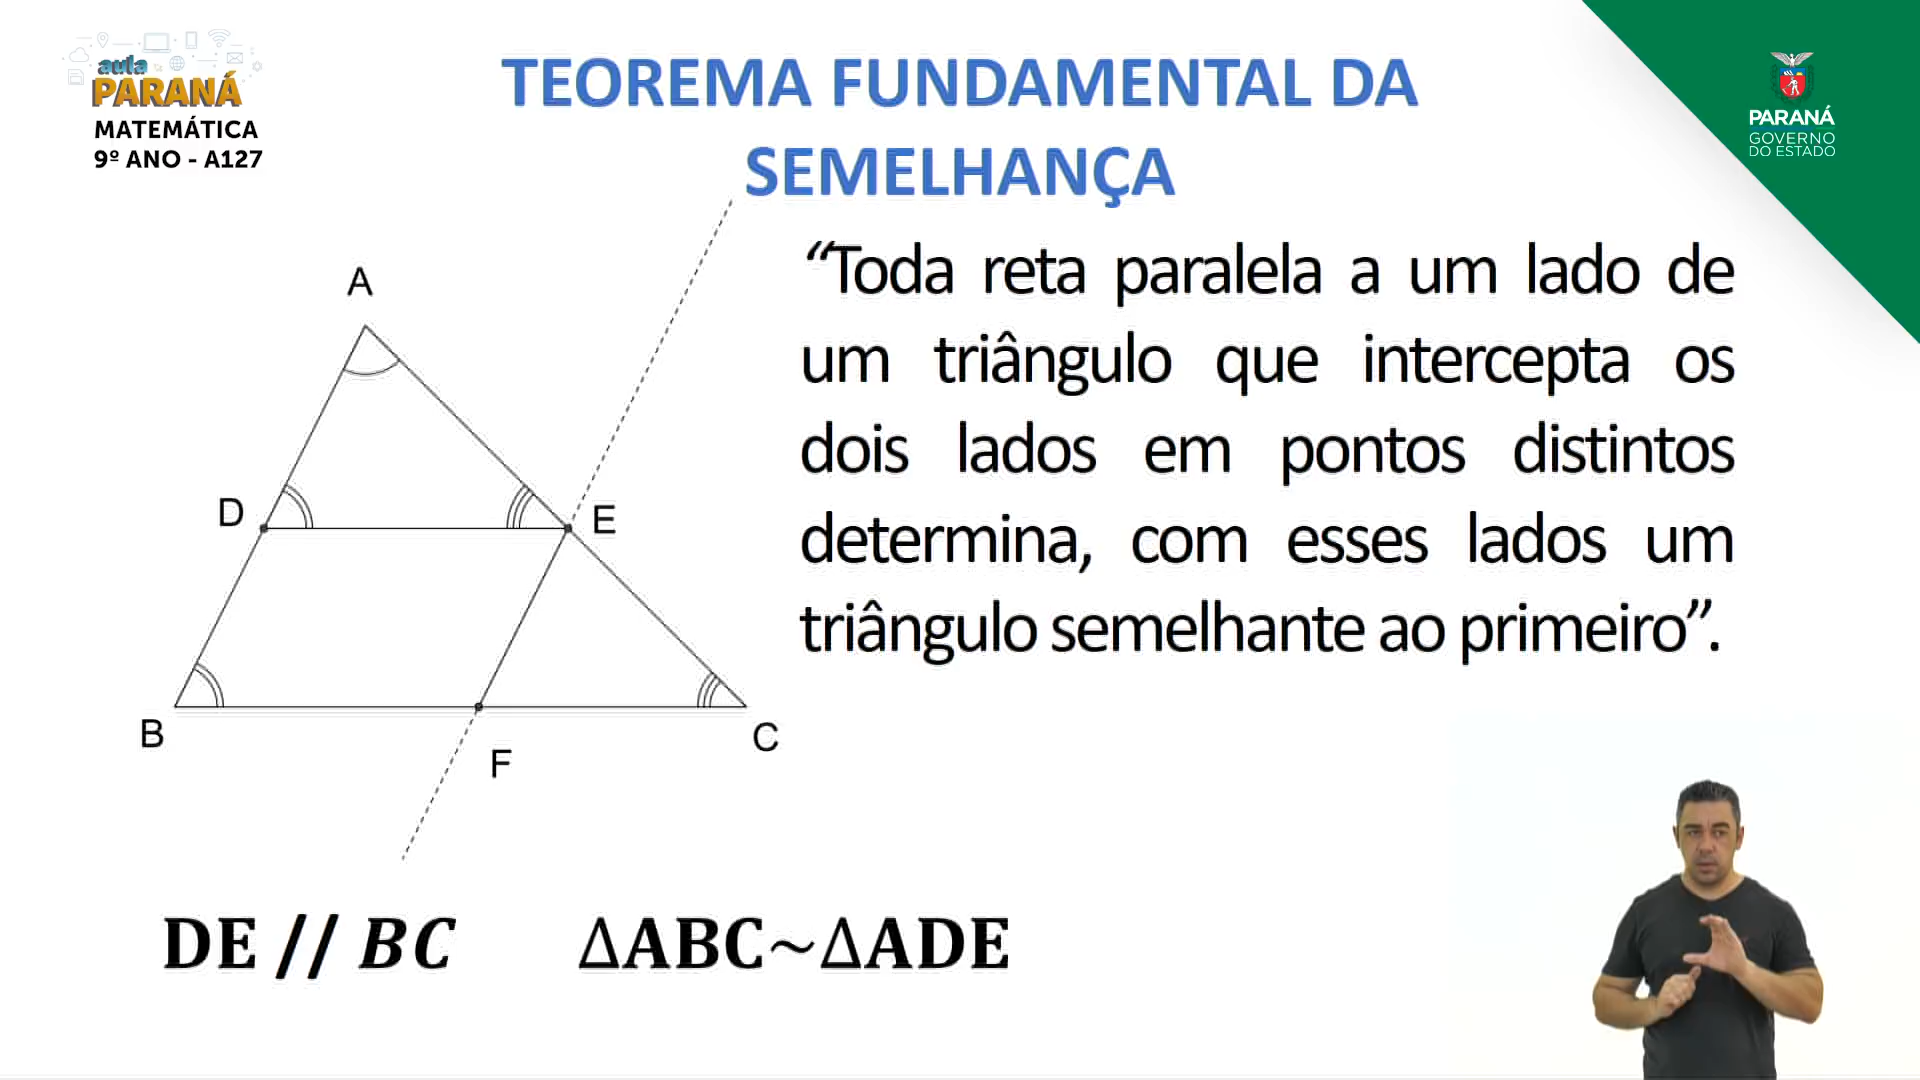 aula
PARANÁ
MATEMÁTICA
9º ANO - A127
TEOREMA FUNDAMENTAL DA
SEMELHANÇA
PARANÁ
GOVERNO
DO ESTADO
“Toda reta paralela a um lado de
um triângulo que intercepta os
dois lados em pontos distintos
determina, com esses lados um
triângulo semelhante ao primeiro”.
A
D
E
B
C
F
DE // BC
ΔABC~ΔADE